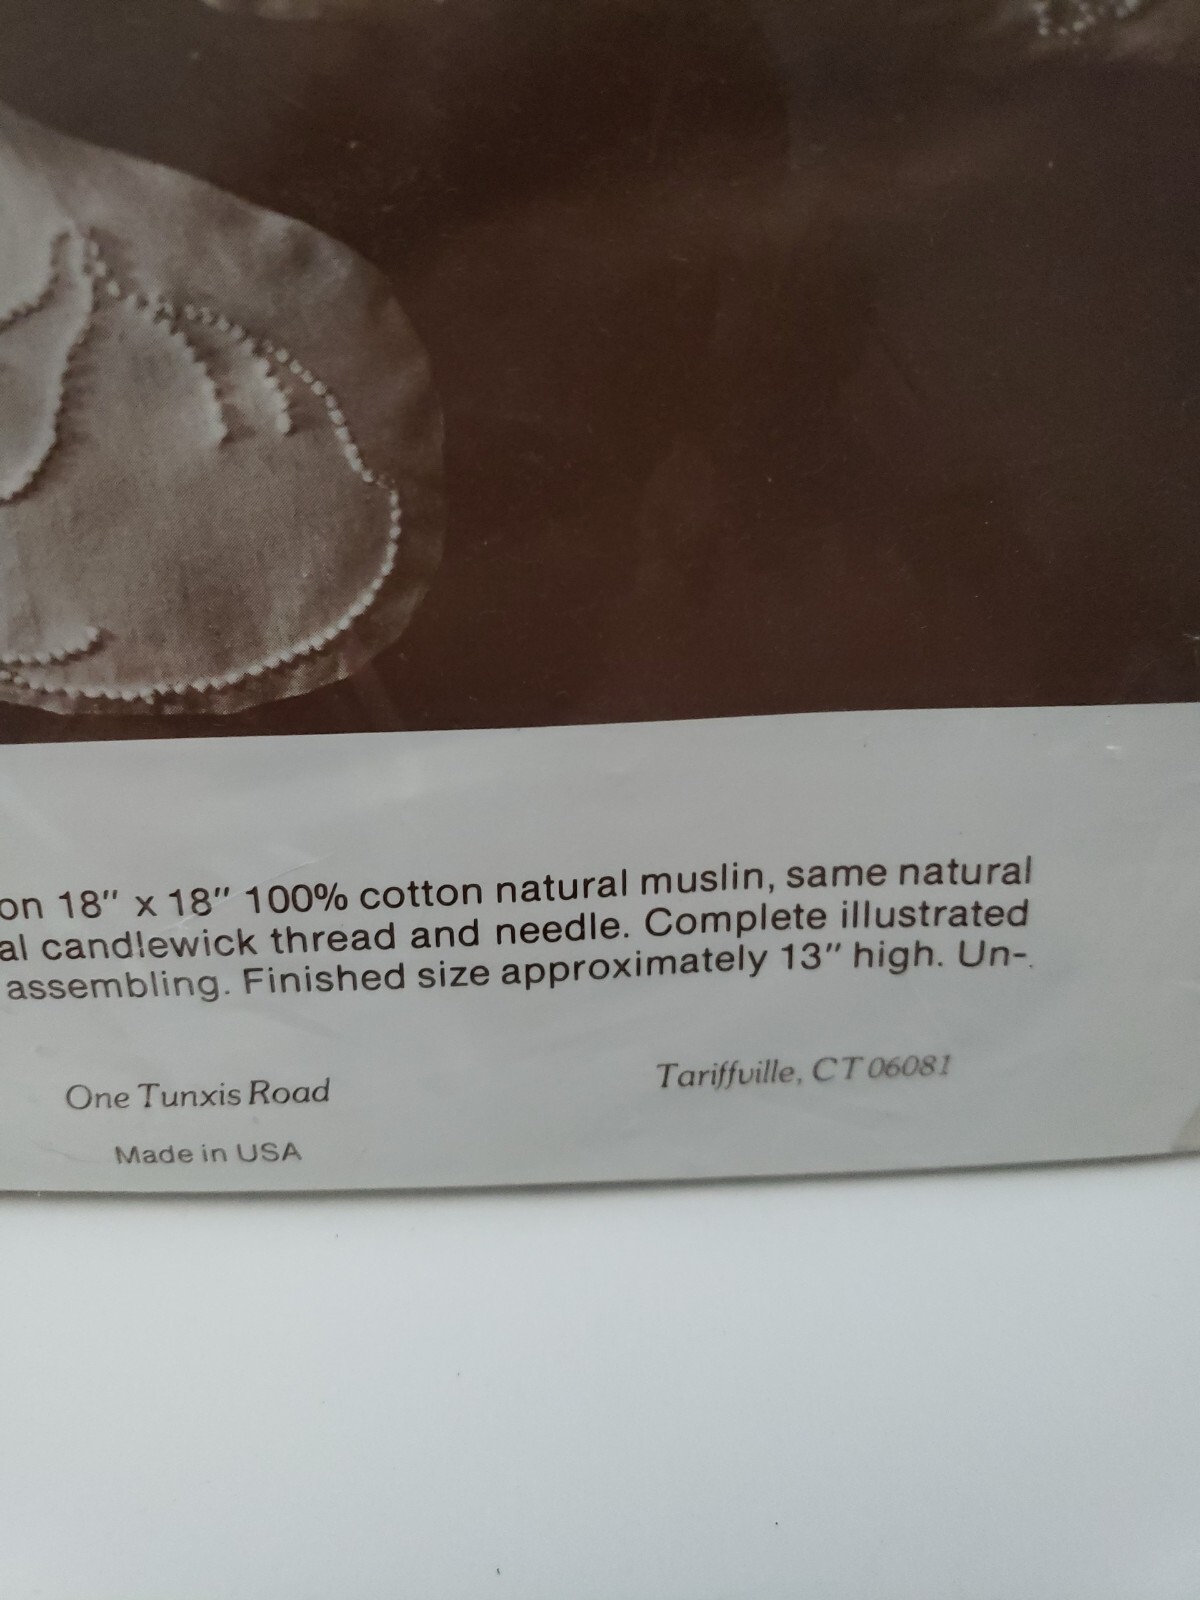 on 18" x 18" 100% cotton natural muslin, same natural
al candlewick thread and needle. Complete illustrated
assembling. Finished size approximately 13" high. Un-
One Tunxis Road Tariffville, CT 06081
Made in USA